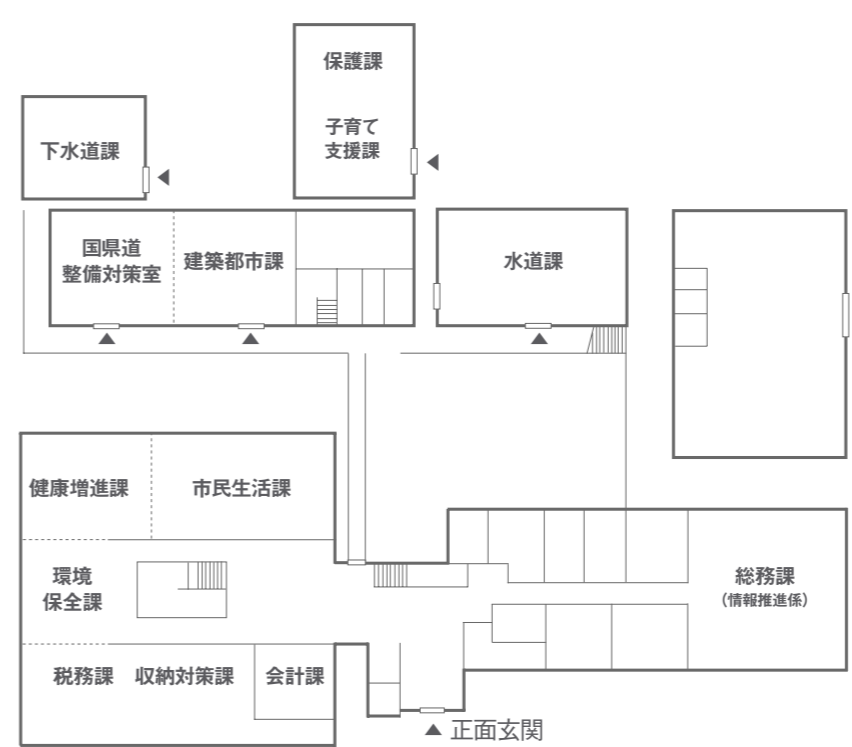 保護課
子育て
支援課
下水道課
国県道
整備対策室
建築都市課
水道課
健康増進課
市民生活課
環境
保全課
総務課
（情報推進係）
税務課
収納対策課
会計課
正面玄関